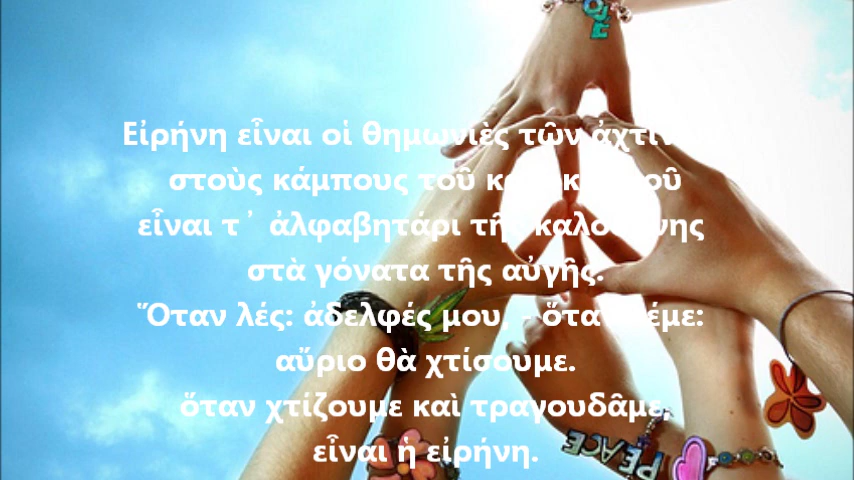 Εἰρήνη εἶναι οἱ θημωνιὲς τῶν
στοὺς κάμπους τοῦ
εἶναι τ᾿ ἀλφαβητάρι τῆς
στὰ γόνατα τῆς αὐγῆς.
Ὅταν λές: ἀδελφές μου, -
αὔριο θὰ χτίσουμε.
ὅταν χτίζουμε καὶ τραγουδᾶμε,
εἶναι ἡ εἰρήνη.
PEACE